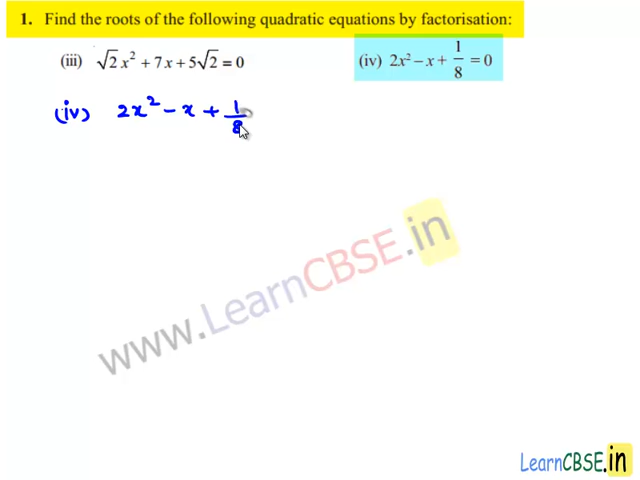 1. Find the roots of the following quadratic equations by factorisation:
(iii) √2 x² + 7x + 5√2 = 0
(iv) 2x² – x + 1/8 = 0
(iv) 2x² – x + 1/8
www.LearnCBSE.in
LearnCBSE.in